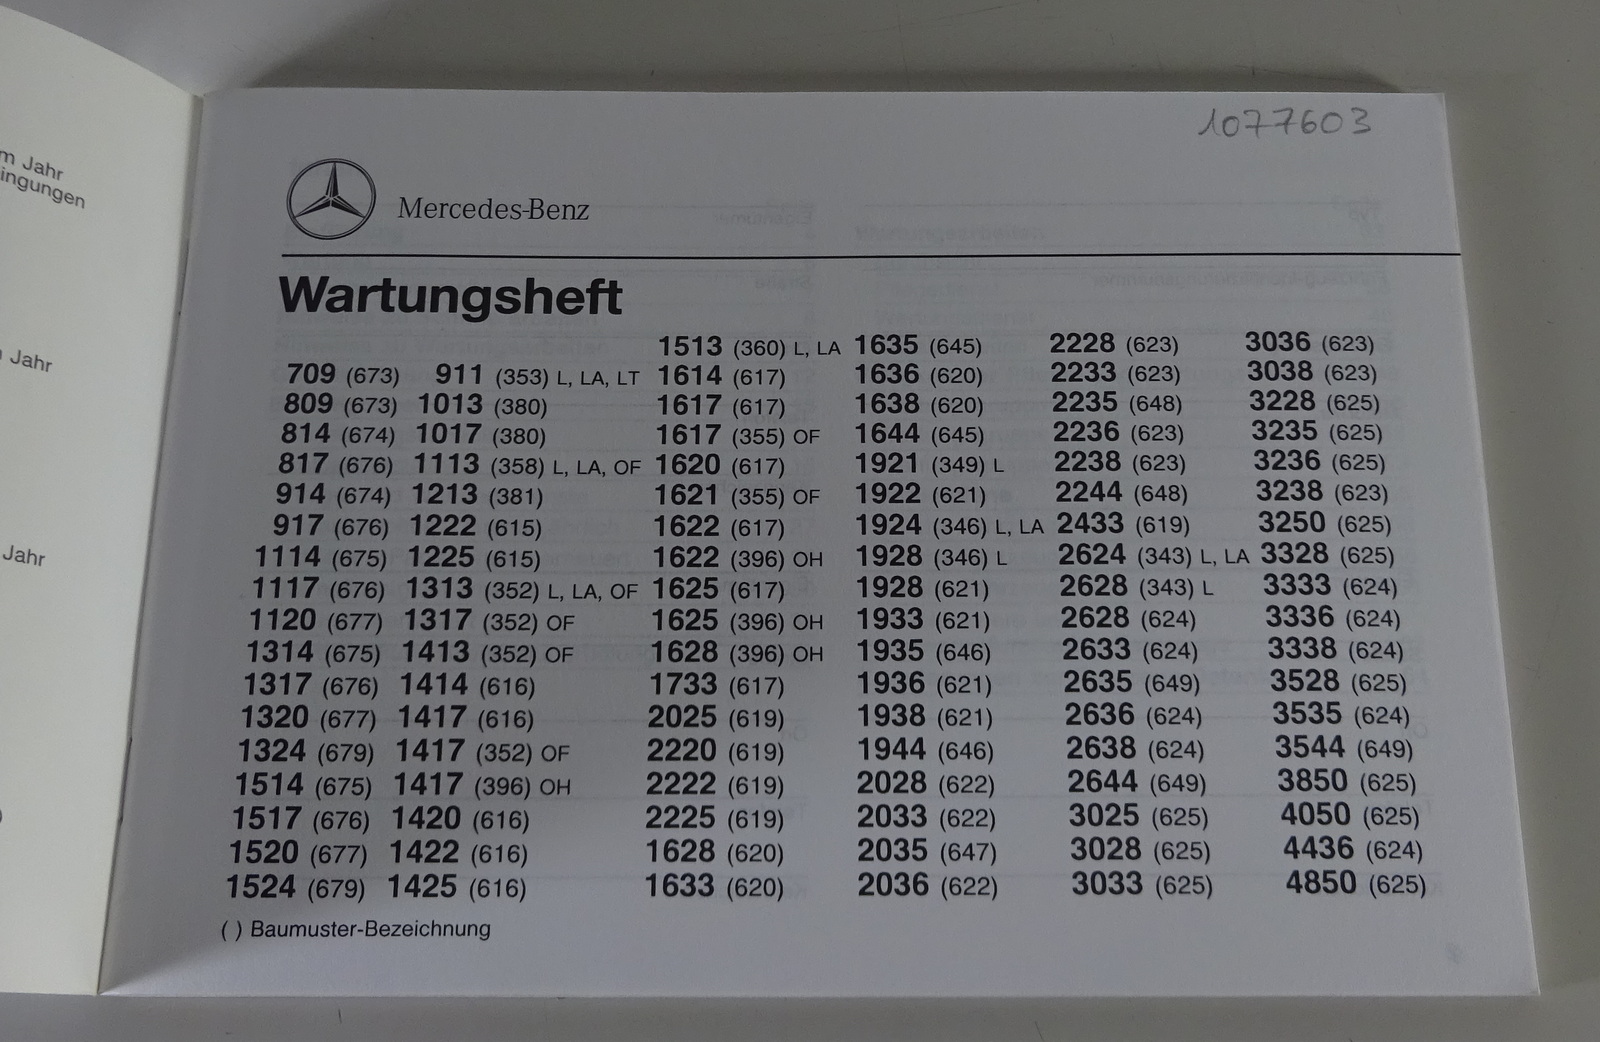 m Jahr
ingungen
Jahr
Jahr
1077603
Mercedes-Benz
Wartungsheft
1513 (360) L, LA 1635 (645) 2228 (623) 3036 (623)
709 (673) 911 (353) L, LA, LT 1614 (617) 1636 (620) 2233 (623) 3038 (623)
809 (673) 1013 (380) 1617 (617) 1638 (620) 2235 (648) 3228 (625)
814 (674) 1017 (380) 1617 (355) OF 1644 (645) 2236 (623) 3235 (625)
817 (676) 1113 (358) L, LA, OF 1620 (617) 1921 (349) L 2238 (623) 3236 (625)
914 (674) 1213 (381) 1621 (355) OF 1922 (621) 2244 (648) 3238 (623)
917 (676) 1222 (615) 1622 (617) 1924 (346) L, LA 2433 (619) 3250 (625)
1114 (675) 1225 (615) 1622 (396) OH 1928 (346) L 2624 (343) L, LA 3328 (625)
1117 (676) 1313 (352) L, LA, OF 1625 (617) 1928 (621) 2628 (343) L 3333 (624)
1120 (677) 1317 (352) OF 1625 (396) OH 1933 (621) 2628 (624) 3336 (624)
1314 (675) 1413 (352) OF 1628 (396) OH 1935 (646) 2633 (624) 3338 (624)
1317 (676) 1414 (616) 1733 (617) 1936 (621) 2635 (649) 3528 (625)
1320 (677) 1417 (616) 2025 (619) 1938 (621) 2636 (624) 3535 (624)
1324 (679) 1417 (352) OF 2220 (619) 1944 (646) 2638 (624) 3544 (649)
1514 (675) 1417 (396) OH 2222 (619) 2028 (622) 2644 (649) 3850 (625)
1517 (676) 1420 (616) 2225 (619) 2033 (622) 3025 (625) 4050 (625)
1520 (677) 1422 (616) 1628 (620) 2035 (647) 3028 (625) 4436 (624)
1524 (679) 1425 (616) 1633 (620) 2036 (622) 3033 (625) 4850 (625)
( ) Baumuster-Bezeichnung